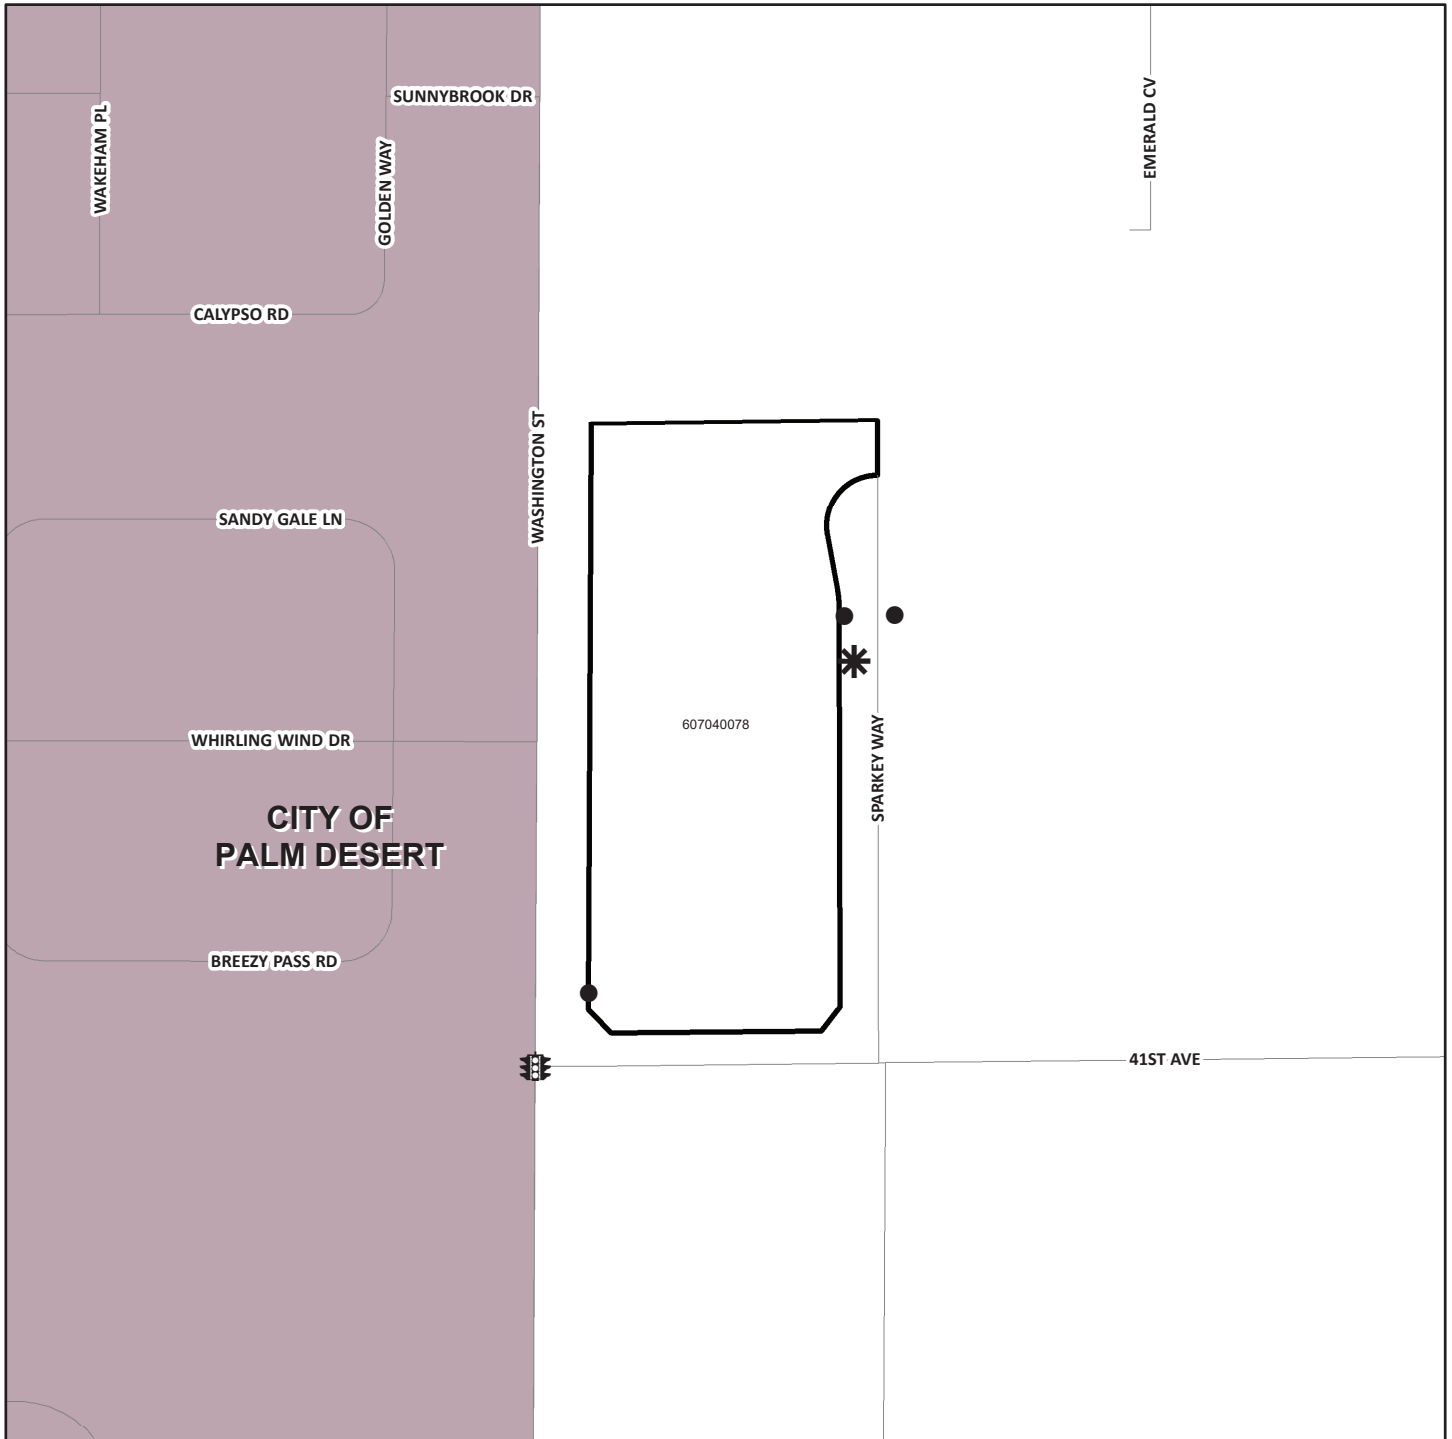 SUNNYBROOK DR
WAKEHAM PL
EMERALD CV
GOLDEN WAY
CALYPSO RD
WASHINGTON ST
SANDY GALE LN
607040078
WHIRLING WIND DR
SPARKEY WAY
CITY OF
PALM DESERT
BREEZY PASS RD
41ST AVE